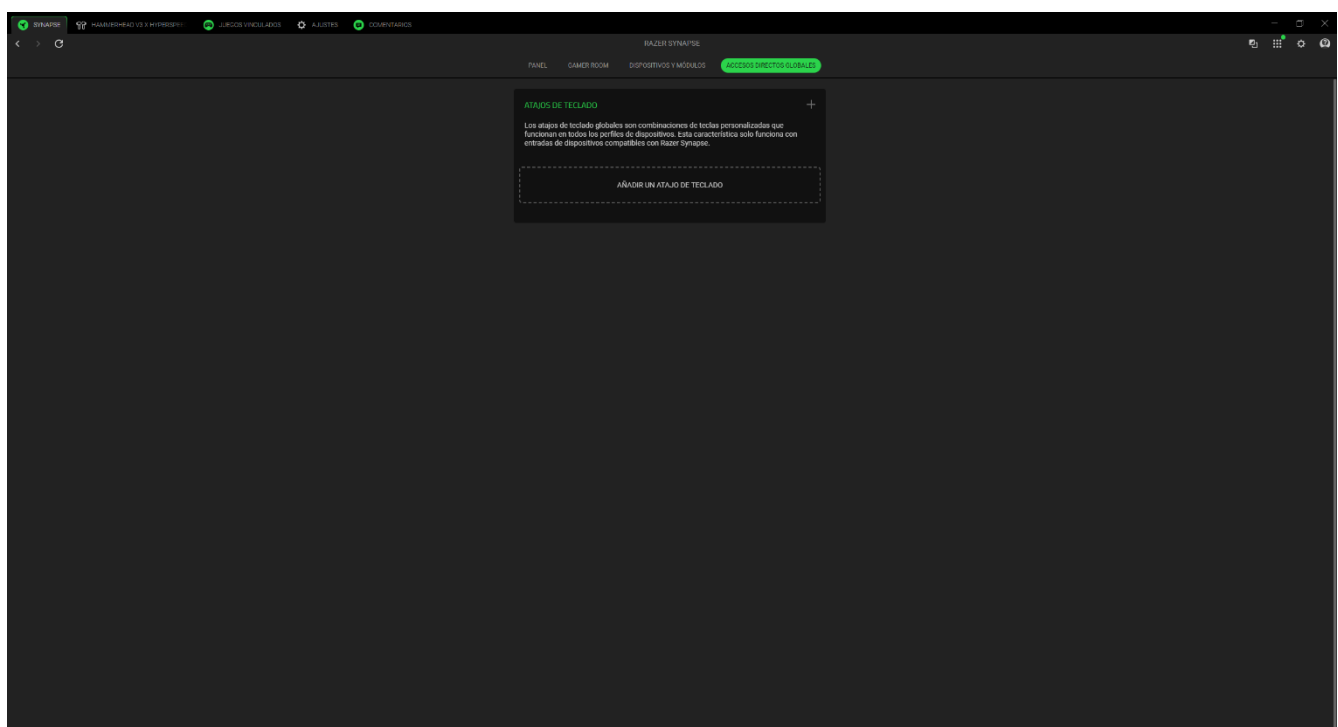 SYNAPSE
HAMMERHEAD V3 X HYPERSPEE
JUEGOS VINCULADOS
AJUSTES
COMENTARIOS
RAZER SYNAPSE
PANEL
GAMER ROOM
DISPOSITIVOS Y MÓDULOS
ACCESOS DIRECTOS GLOBALES
ATAJOS DE TECLADO
Los atajos de teclado globales son combinaciones de teclas personalizadas que
funcionan en todos los perfiles de dispositivos. Esta característica solo funciona con
entradas de dispositivos compatibles con Razer Synapse.
AÑADIR UN ATAJO DE TECLADO